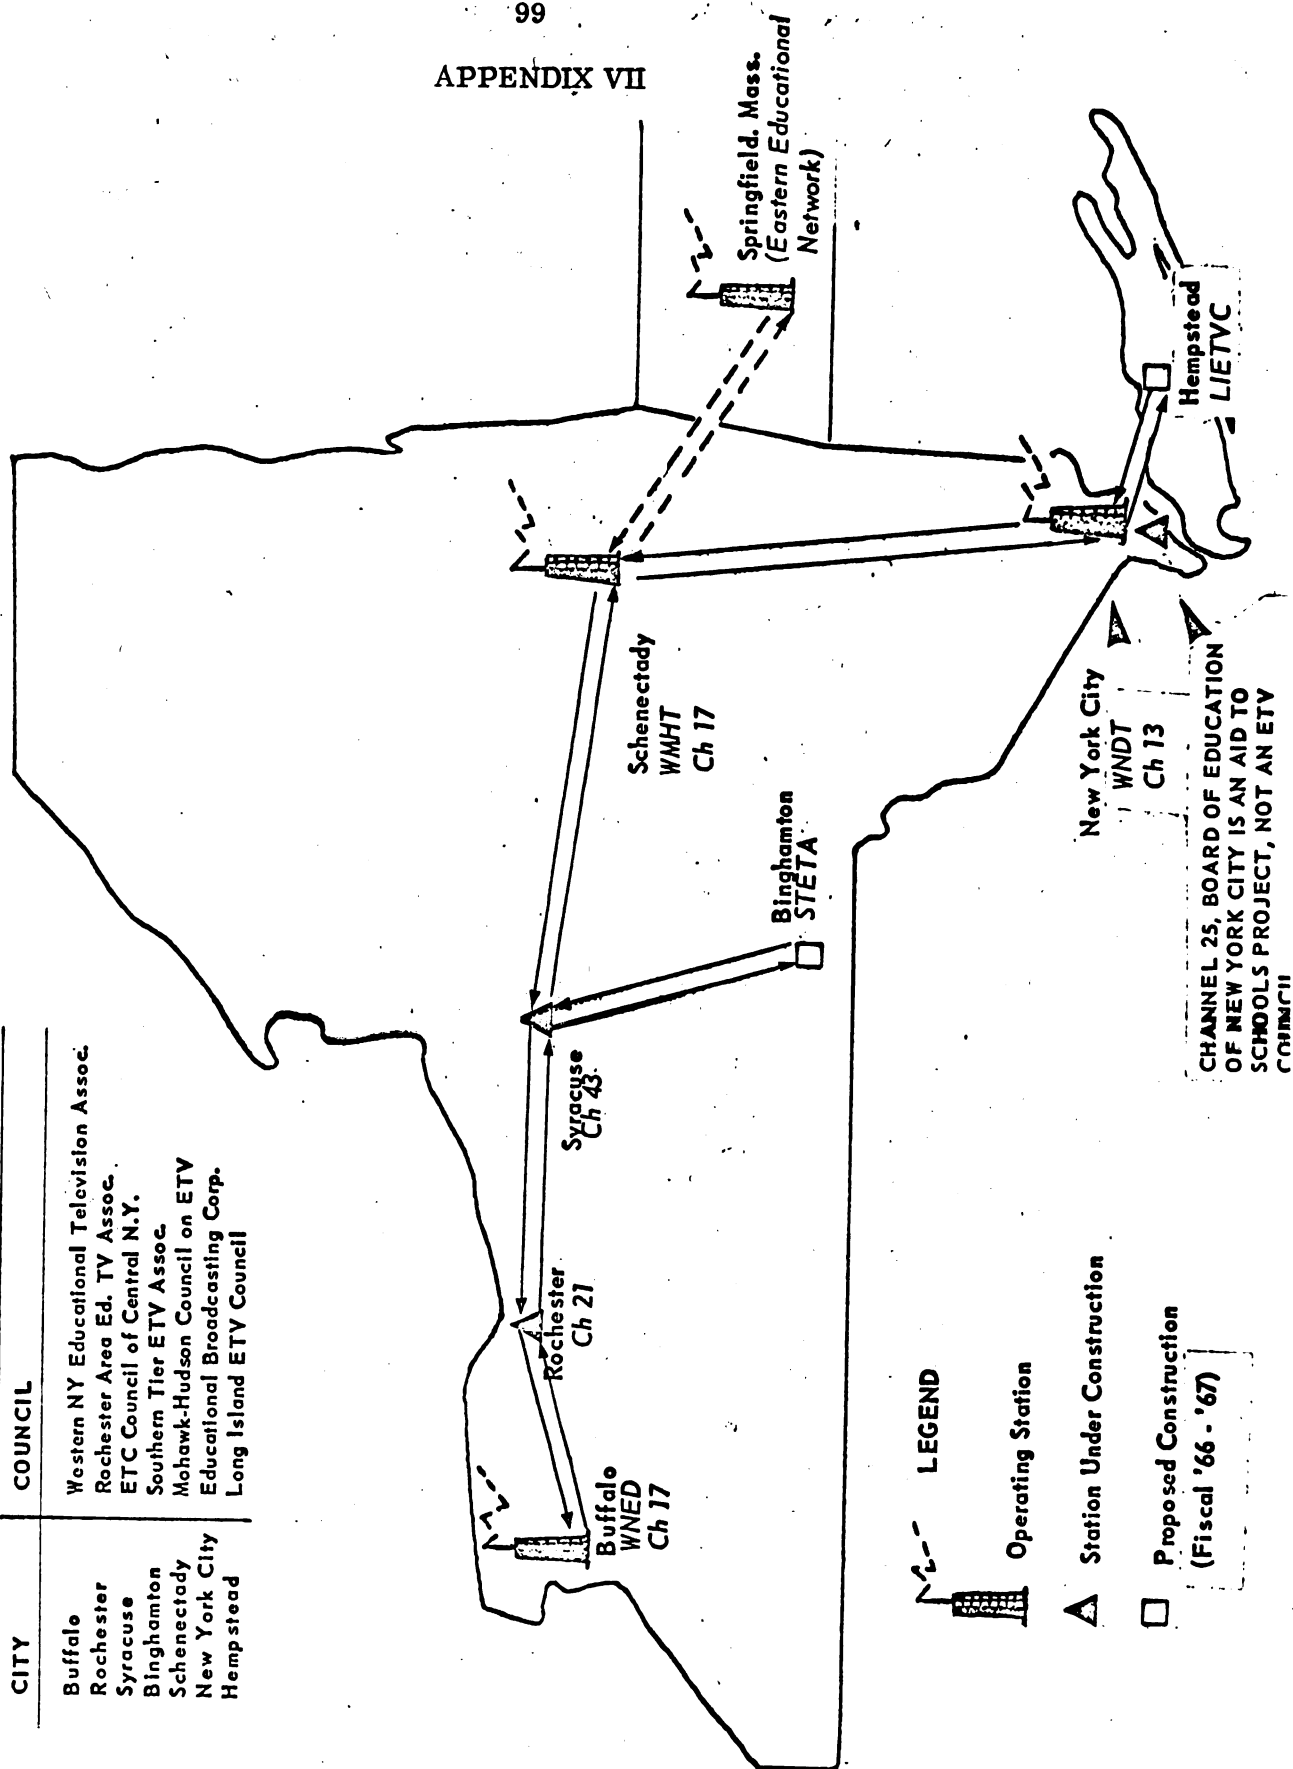 99
APPENDIX VII
CITY COUNCIL
Buffalo Western NY Educational Television Assoc.
Rochester Rochester Area Ed. TV Assoc.
Syracuse ETC Council of Central N.Y.
Binghamton Southern Tier ETV Assoc.
Schenectady Mohawk-Hudson Council on ETV
New York City Educational Broadcasting Corp.
Hempstead Long Island ETV Council
Buffalo
WNED
Ch 17
Rochester
Ch 21
Syracuse
Ch 43
Binghamton
STETA
Schenectady
WMHT
Ch 17
Springfield. Mass.
(Eastern Educational
Network)
New York City
WNDT
Ch 13
Hempstead
LIETVC
CHANNEL 25, BOARD OF EDUCATION
OF NEW YORK CITY IS AN AID TO
SCHOOLS PROJECT, NOT AN ETV
COUNCIL
LEGEND
Operating Station
Station Under Construction
Proposed Construction
(Fiscal '66 - '67)